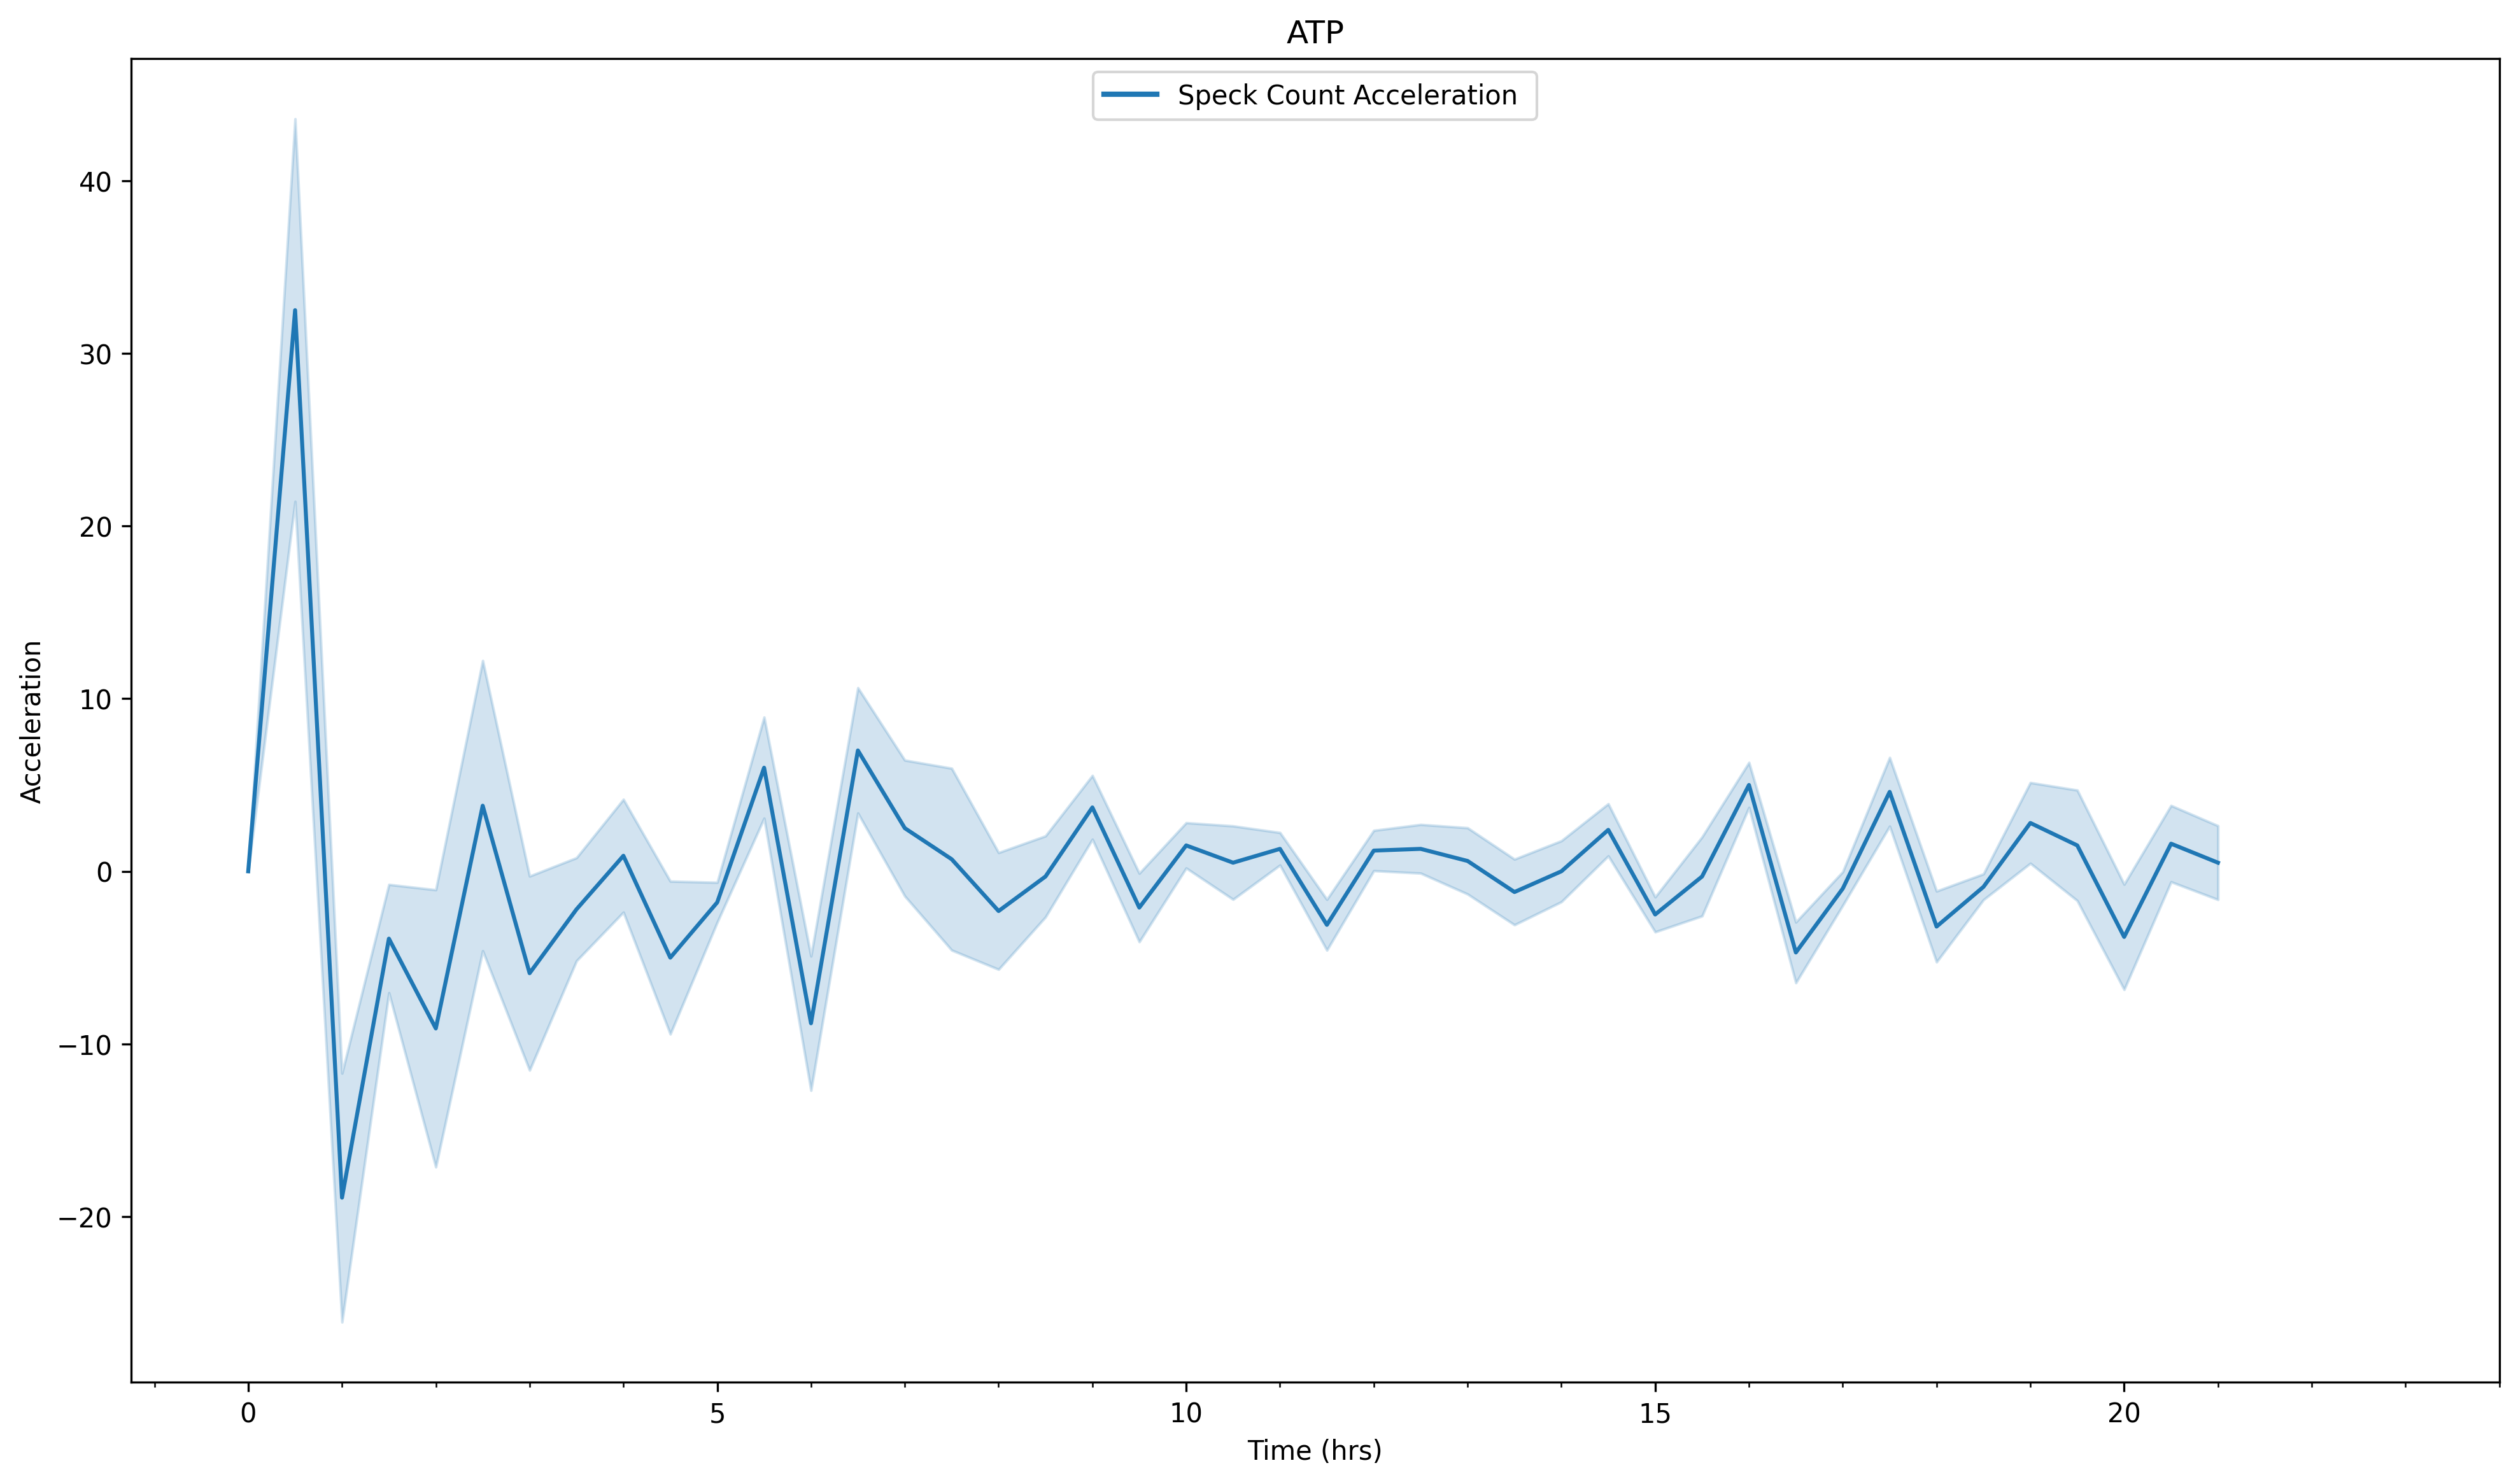 ATP
Speck Count Acceleration
40
30
20
10
0
−10
−20
Acceleration
0 5 10 15 20
Time (hrs)